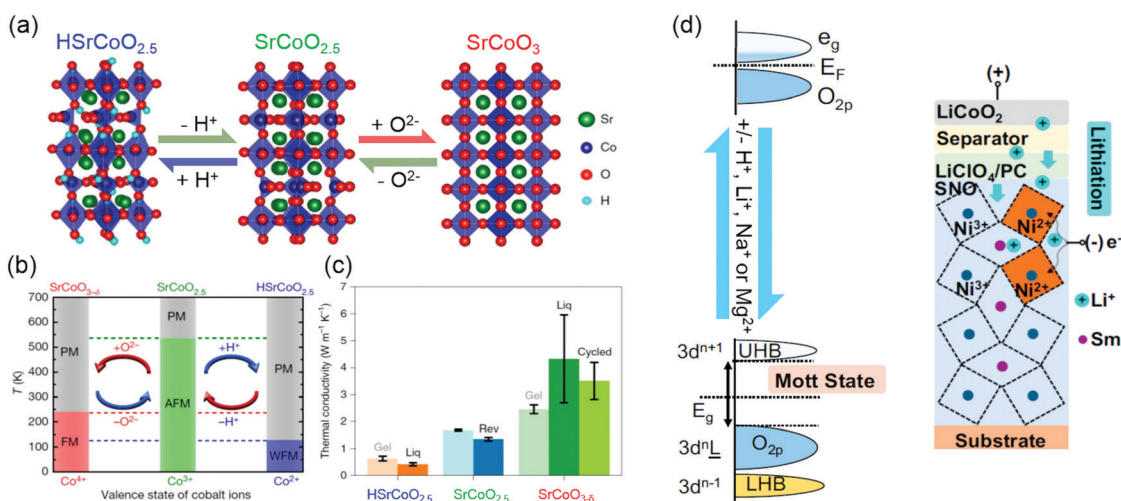 (a)
HSrCoO2.5
SrCoO2.5
SrCoO3
- H+
+ H+
+ O2-
- O2-
Sr
Co
O
H
(b)
SrCoO3-δ
SrCoO2.5
HSrCoO2.5
T (K)
700
600
500
400
300
200
100
0
PM
PM
PM
+O2-
+H+
AFM
-O2-
-H+
FM
WFM
Co4+
Co3+
Co2+
Valence state of cobalt ions
(c)
Thermal conductivity (W m-1 K-1)
7
6
5
4
3
2
1
0
Gel
Liq
Rev
Gel
Liq
Cycled
HSrCoO2.5
SrCoO2.5
SrCoO3-δ
(d)
eg
EF
O2p
+/- H+, Li+, Na+ or Mg2+
3dn+1
UHB
Mott State
Eg
3dnL
O2p
3dn-1
LHB
(+)
LiCoO2
Separator
LiClO4/PC
SNO
Lithiation
Ni3+
Ni2+
(-) e-
Ni3+
Ni2+
Li+
Sm
Substrate